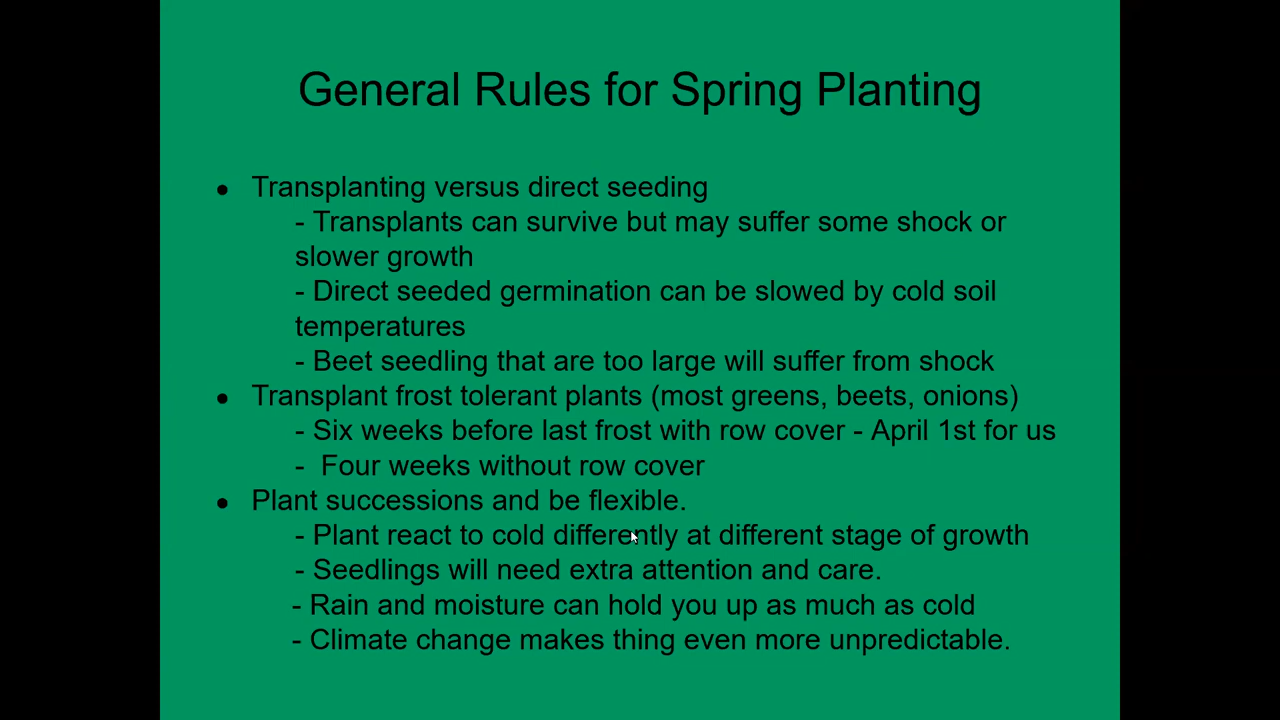 General Rules for Spring Planting
● Transplanting versus direct seeding
- Transplants can survive but may suffer some shock or
slower growth
- Direct seeded germination can be slowed by cold soil
temperatures
- Beet seedling that are too large will suffer from shock
● Transplant frost tolerant plants (most greens, beets, onions)
- Six weeks before last frost with row cover - April 1st for us
- Four weeks without row cover
● Plant successions and be flexible.
- Plant react to cold differently at different stage of growth
- Seedlings will need extra attention and care.
- Rain and moisture can hold you up as much as cold
- Climate change makes thing even more unpredictable.